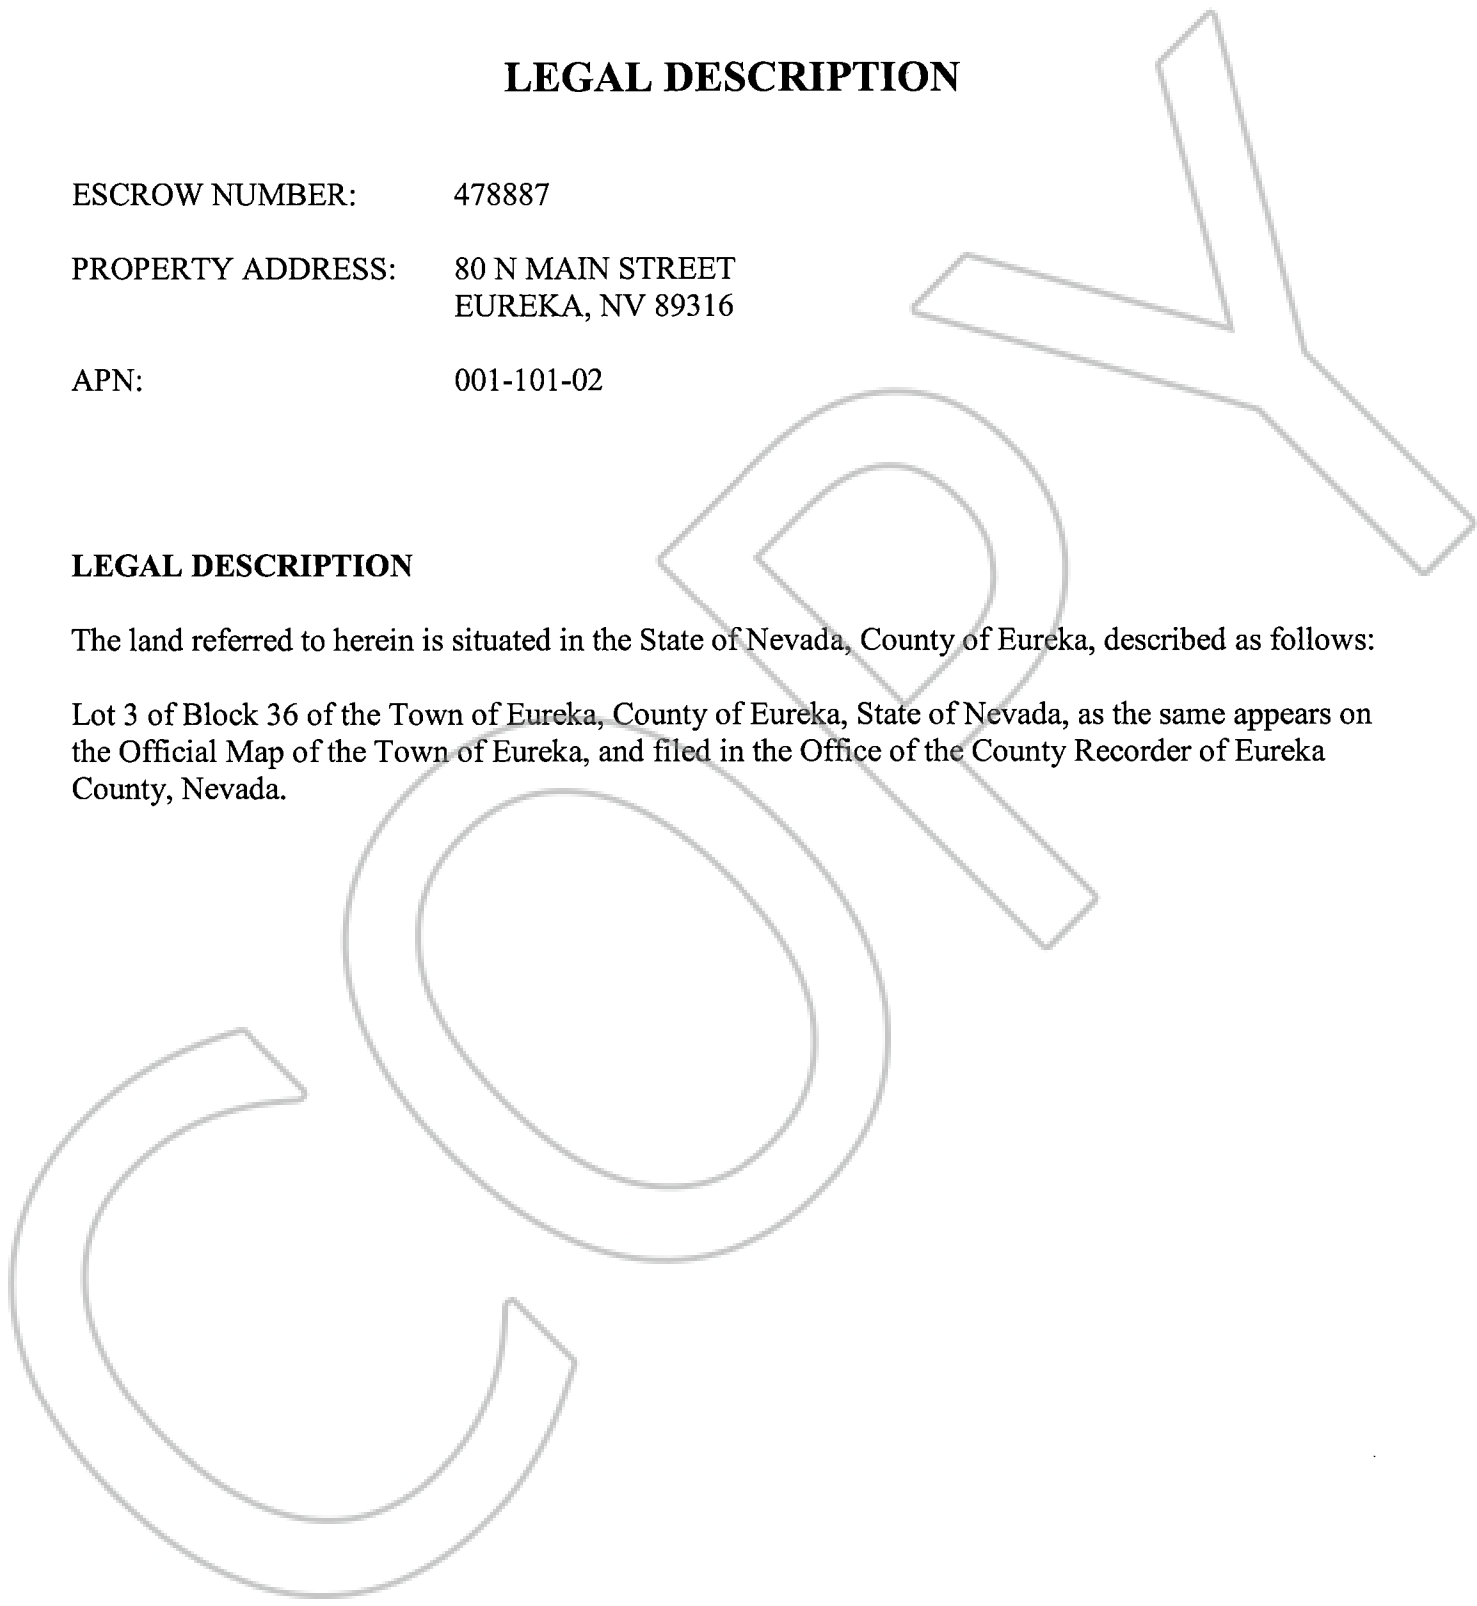 LEGAL DESCRIPTION
ESCROW NUMBER: 478887
PROPERTY ADDRESS: 80 N MAIN STREET
EUREKA, NV 89316
APN: 001-101-02
LEGAL DESCRIPTION
The land referred to herein is situated in the State of Nevada, County of Eureka, described as follows:
Lot 3 of Block 36 of the Town of Eureka, County of Eureka, State of Nevada, as the same appears on
the Official Map of the Town of Eureka, and filed in the Office of the County Recorder of Eureka
County, Nevada.
COPY